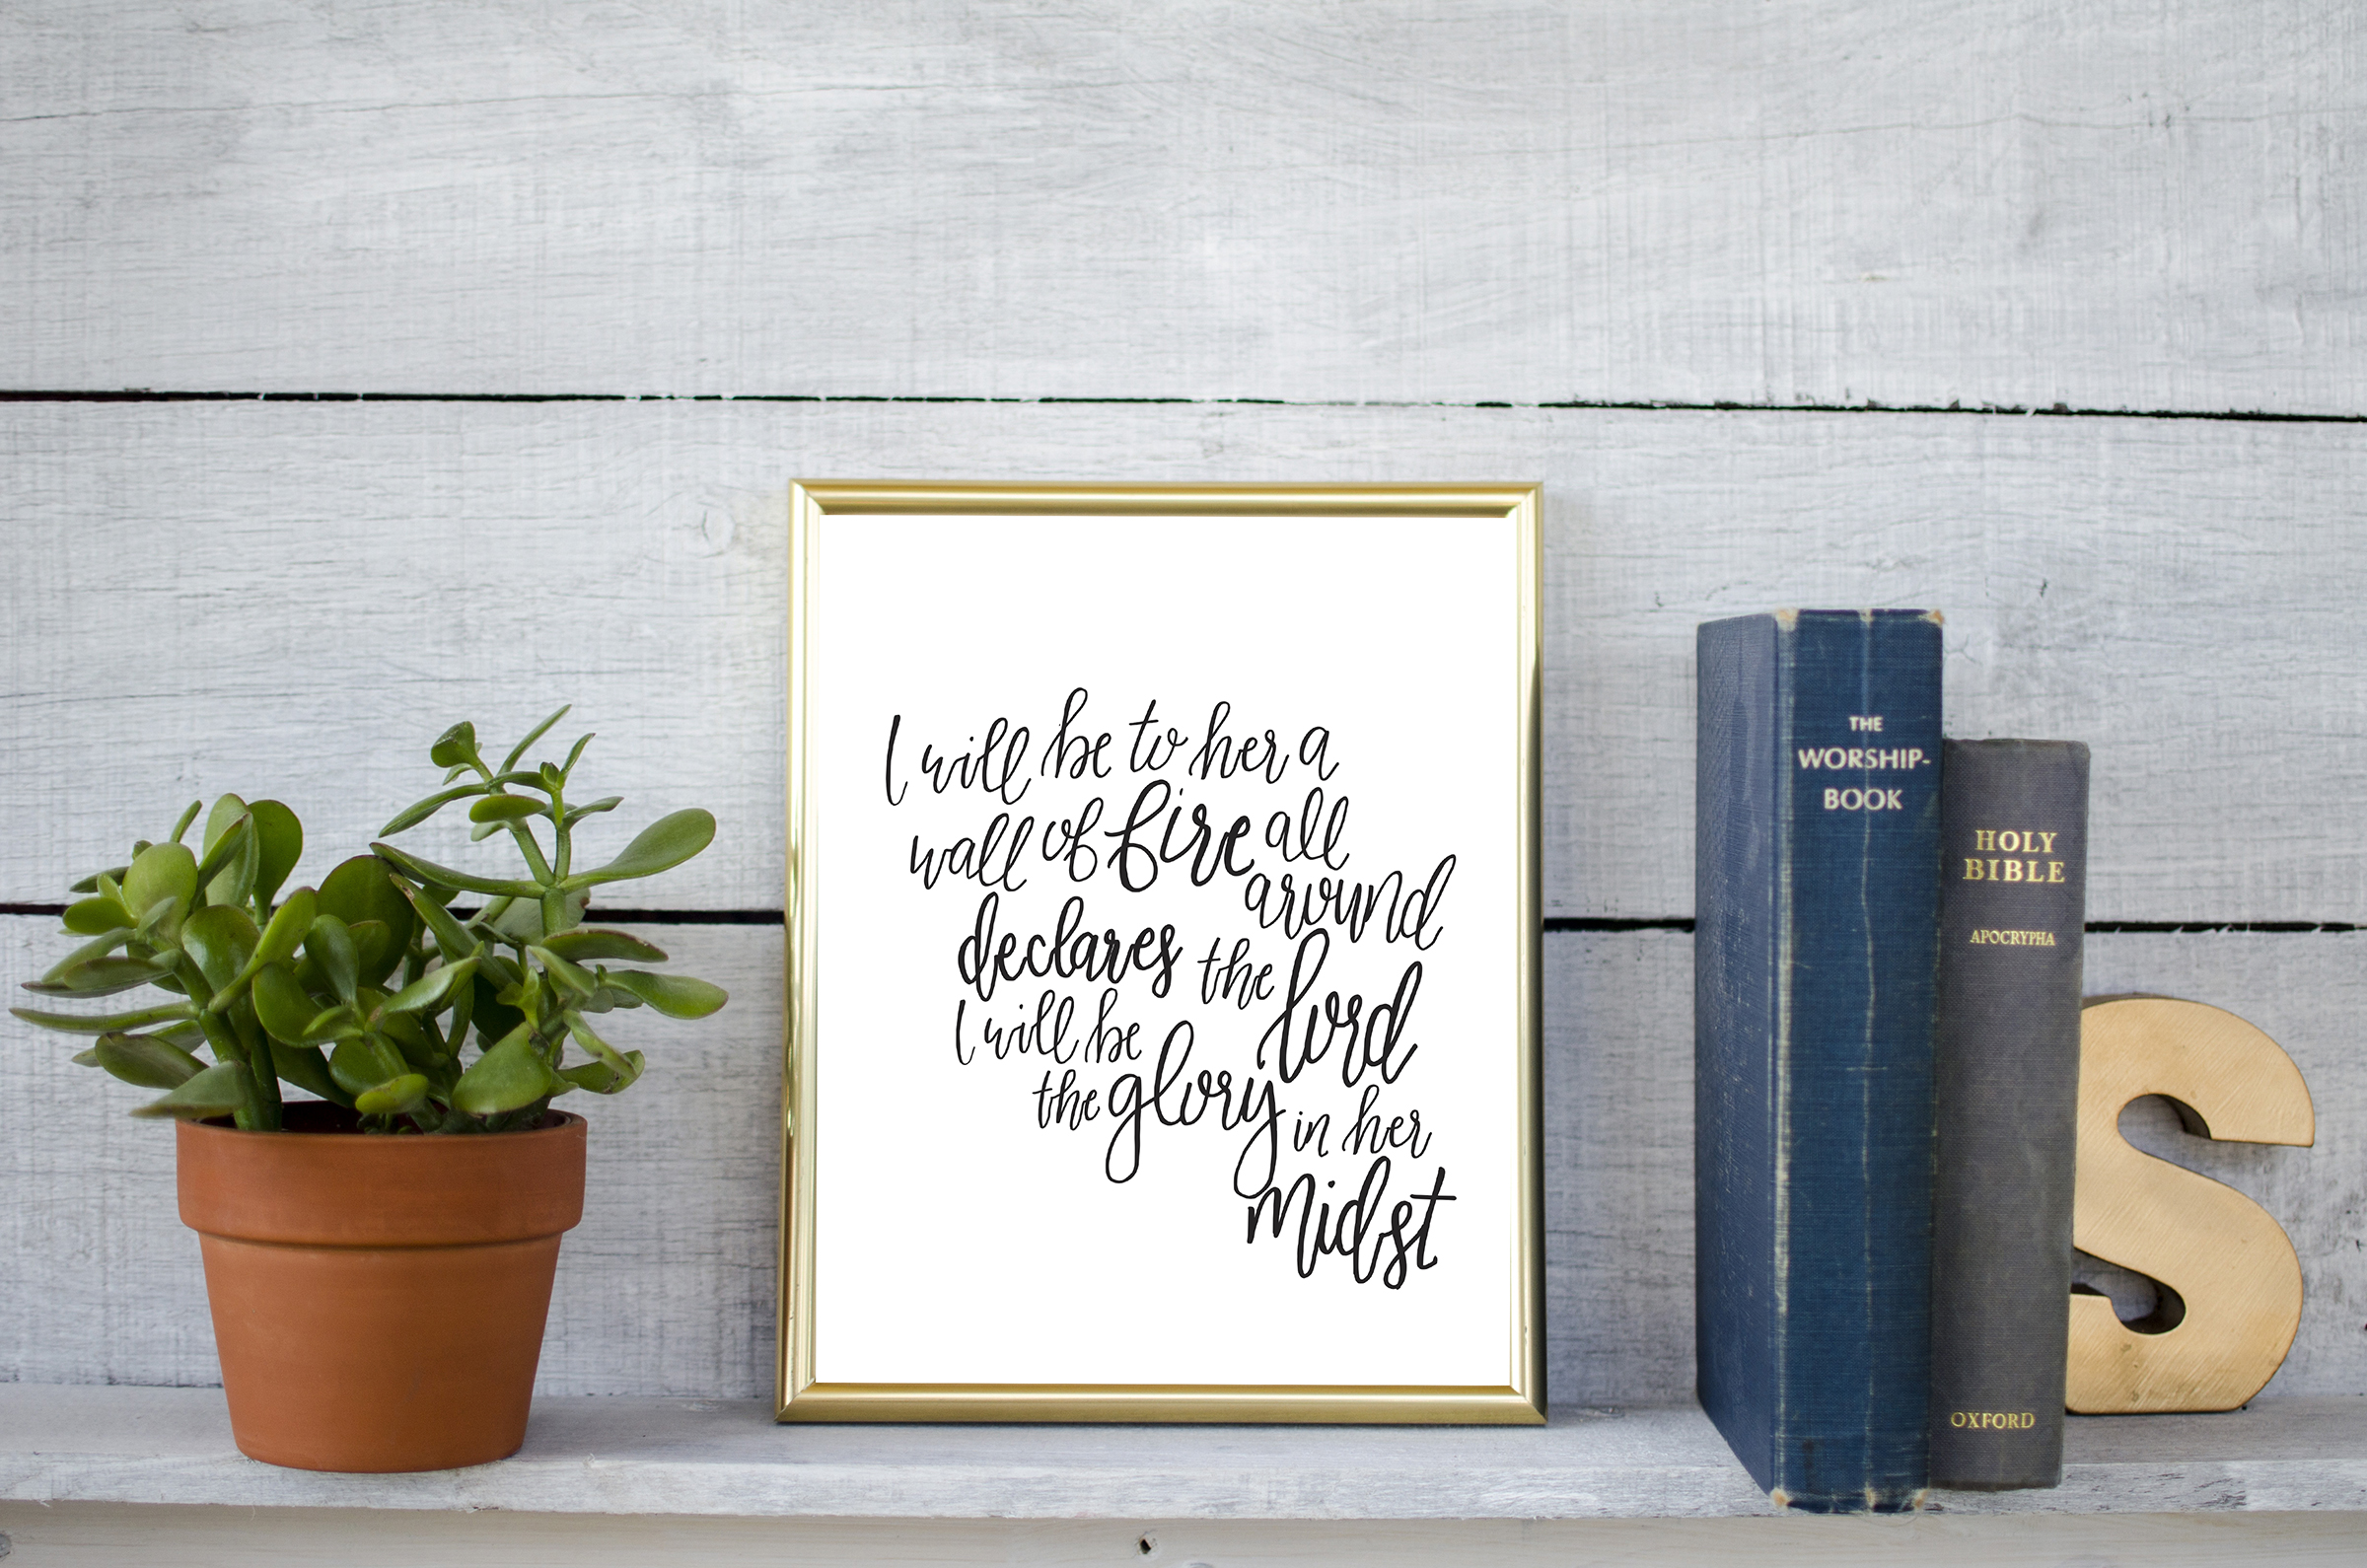 I will be to her a
wall of fire all
around
declares the lord
I will be
the glory in her
midst
THE
WORSHIP-
BOOK
HOLY
BIBLE
APOCRYPHA
OXFORD
S